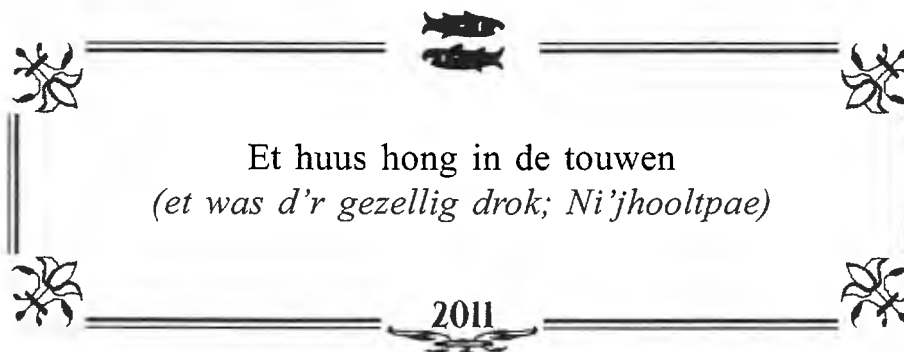 Et huus hong in de touwen
(et was d'r gezellig drok; Ni'jhooltpae)
2011